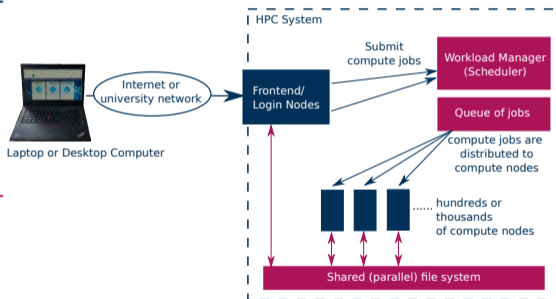 HPC System
Submit
compute jobs
Workload Manager
(Scheduler)
Internet or
university network
Frontend/
Login Nodes
Queue of jobs
Laptop or Desktop Computer
compute jobs are
distributed to
compute nodes
...... hundreds or
thousands
of compute nodes
Shared (parallel) file system